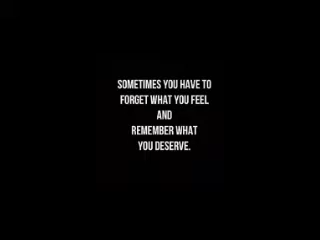 SOMETIMES YOU HAVE TO
FORGET WHAT YOU FEEL
AND
REMEMBER WHAT
YOU DESERVE.